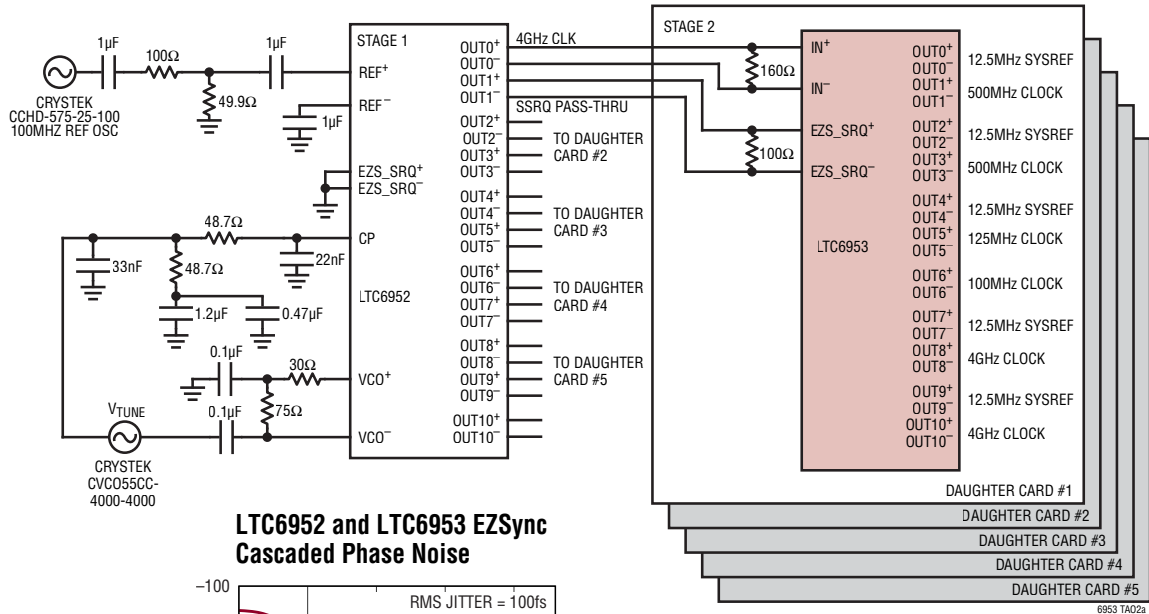 1µF
100Ω
1µF
49.9Ω
1µF
CRYSTEK
CCHD-575-25-100
100MHZ REF OSC
48.7Ω
33nF
48.7Ω
22nF
1.2µF
0.47µF
0.1µF
30Ω
75Ω
0.1µF
VTUNE
CRYSTEK
CVCO55CC-
4000-4000
STAGE 1
REF+
REF−
EZS_SRQ+
EZS_SRQ−
CP
LTC6952
VCO+
VCO−
OUT0+
OUT0−
OUT1+
OUT1−
OUT2+
OUT2−
OUT3+
OUT3−
OUT4+
OUT4−
OUT5+
OUT5−
OUT6+
OUT6−
OUT7+
OUT7−
OUT8+
OUT8−
OUT9+
OUT9−
OUT10+
OUT10−
4GHz CLK
SSRQ PASS-THRU
TO DAUGHTER
CARD #2
TO DAUGHTER
CARD #3
TO DAUGHTER
CARD #4
TO DAUGHTER
CARD #5
STAGE 2
160Ω
100Ω
IN+
IN−
EZS_SRQ+
EZS_SRQ−
LTC6953
OUT0+
OUT0−
OUT1+
OUT1−
OUT2+
OUT2−
OUT3+
OUT3−
OUT4+
OUT4−
OUT5+
OUT5−
OUT6+
OUT6−
OUT7+
OUT7−
OUT8+
OUT8−
OUT9+
OUT9−
OUT10+
OUT10−
12.5MHz SYSREF
500MHz CLOCK
12.5MHz SYSREF
500MHz CLOCK
12.5MHz SYSREF
125MHz CLOCK
100MHz CLOCK
12.5MHz SYSREF
4GHz CLOCK
12.5MHz SYSREF
4GHz CLOCK
DAUGHTER CARD #1
DAUGHTER CARD #2
DAUGHTER CARD #3
DAUGHTER CARD #4
DAUGHTER CARD #5
6953 TA02a
LTC6952 and LTC6953 EZSync
Cascaded Phase Noise
−100
RMS JITTER = 100fs